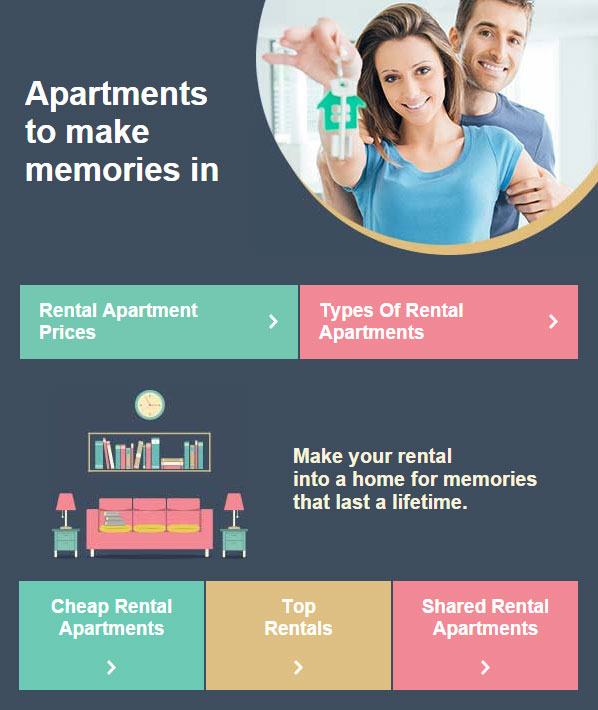 Apartments
to make
memories in
Rental Apartment
Prices
Types Of Rental
Apartments
Make your rental
into a home for memories
that last a lifetime.
Cheap Rental
Apartments
Top
Rentals
Shared Rental
Apartments